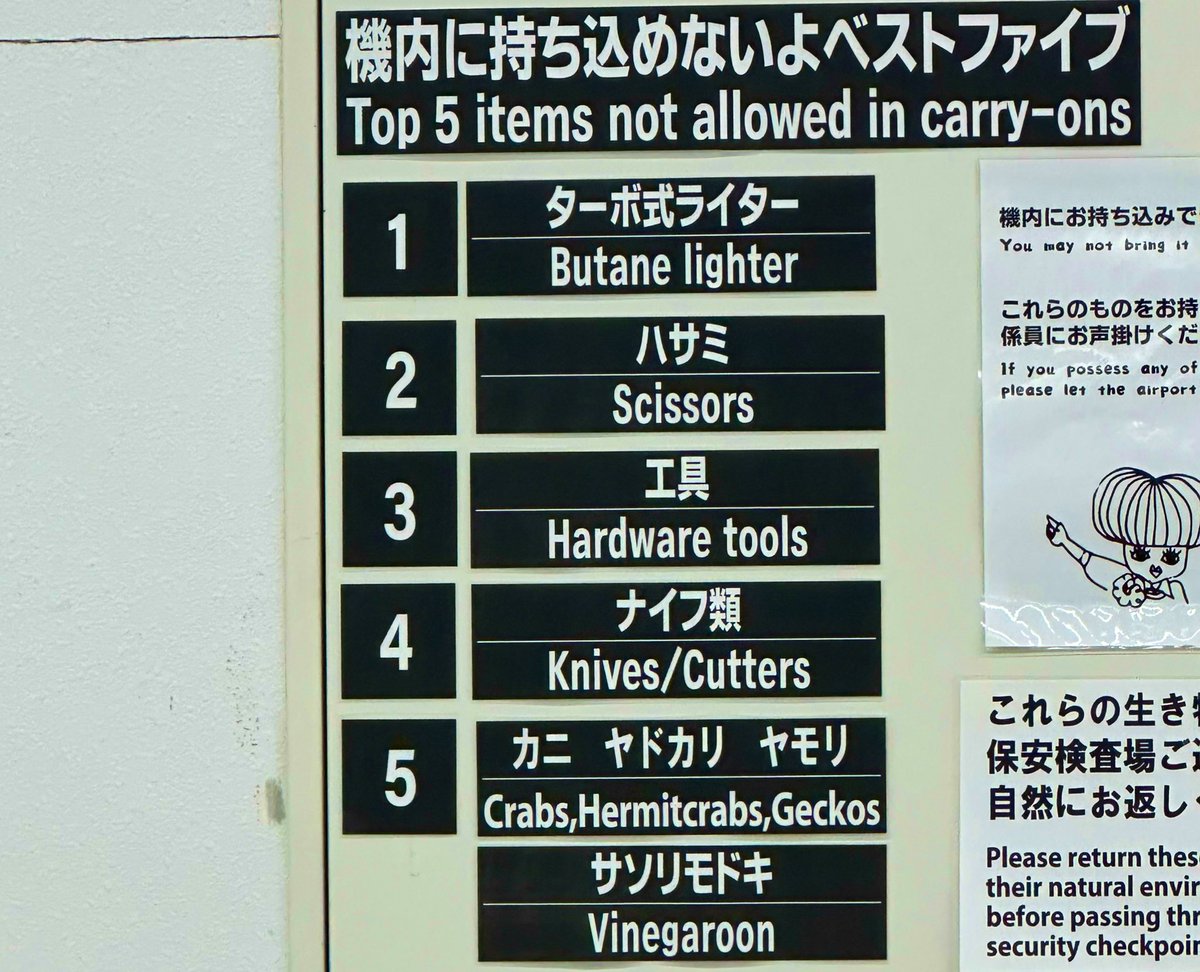 機内に持ち込めないよベストファイブ
Top 5 items not allowed in carry-ons
1
ターボ式ライター
Butane lighter
2
ハサミ
Scissors
3
工具
Hardware tools
4
ナイフ類
Knives/Cutters
5
カニ　ヤドカリ　ヤモリ
Crabs,Hermitcrabs,Geckos
サソリモドキ
Vinegaroon
機内にお持ち込みで
You may not bring it
これらのものをお持
係員にお声掛けくだ
If you possess any of
please let the airport
これらの生き
保安検査場ご
自然にお返し
Please return
their natural
before passing
security